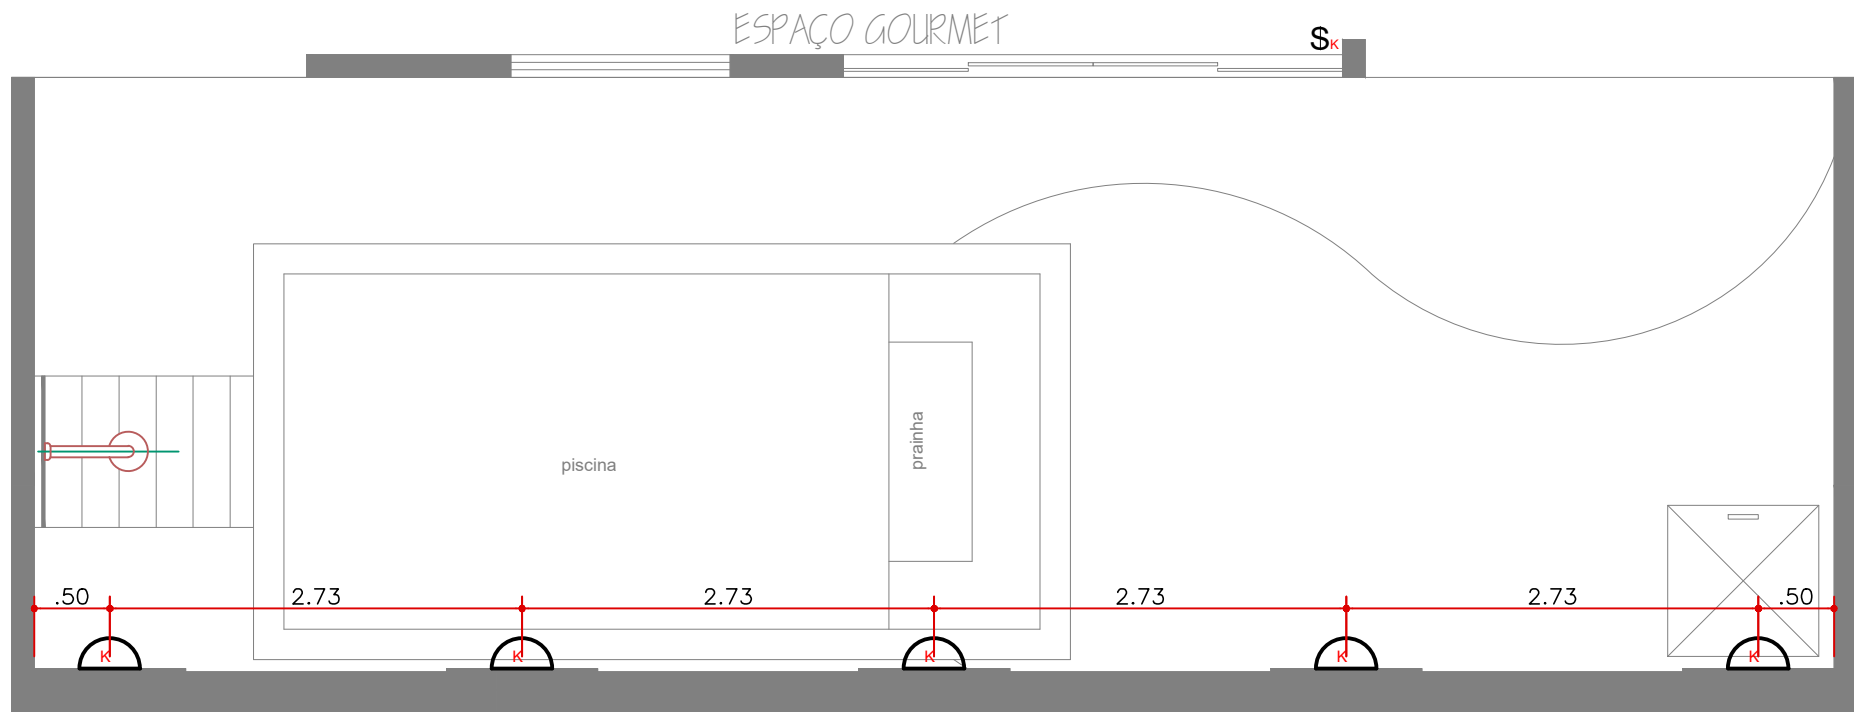 ESPAÇO GOURMET
$K
prainha
piscina
.50 2.73 2.73 2.73 2.73 .50
K K K K K